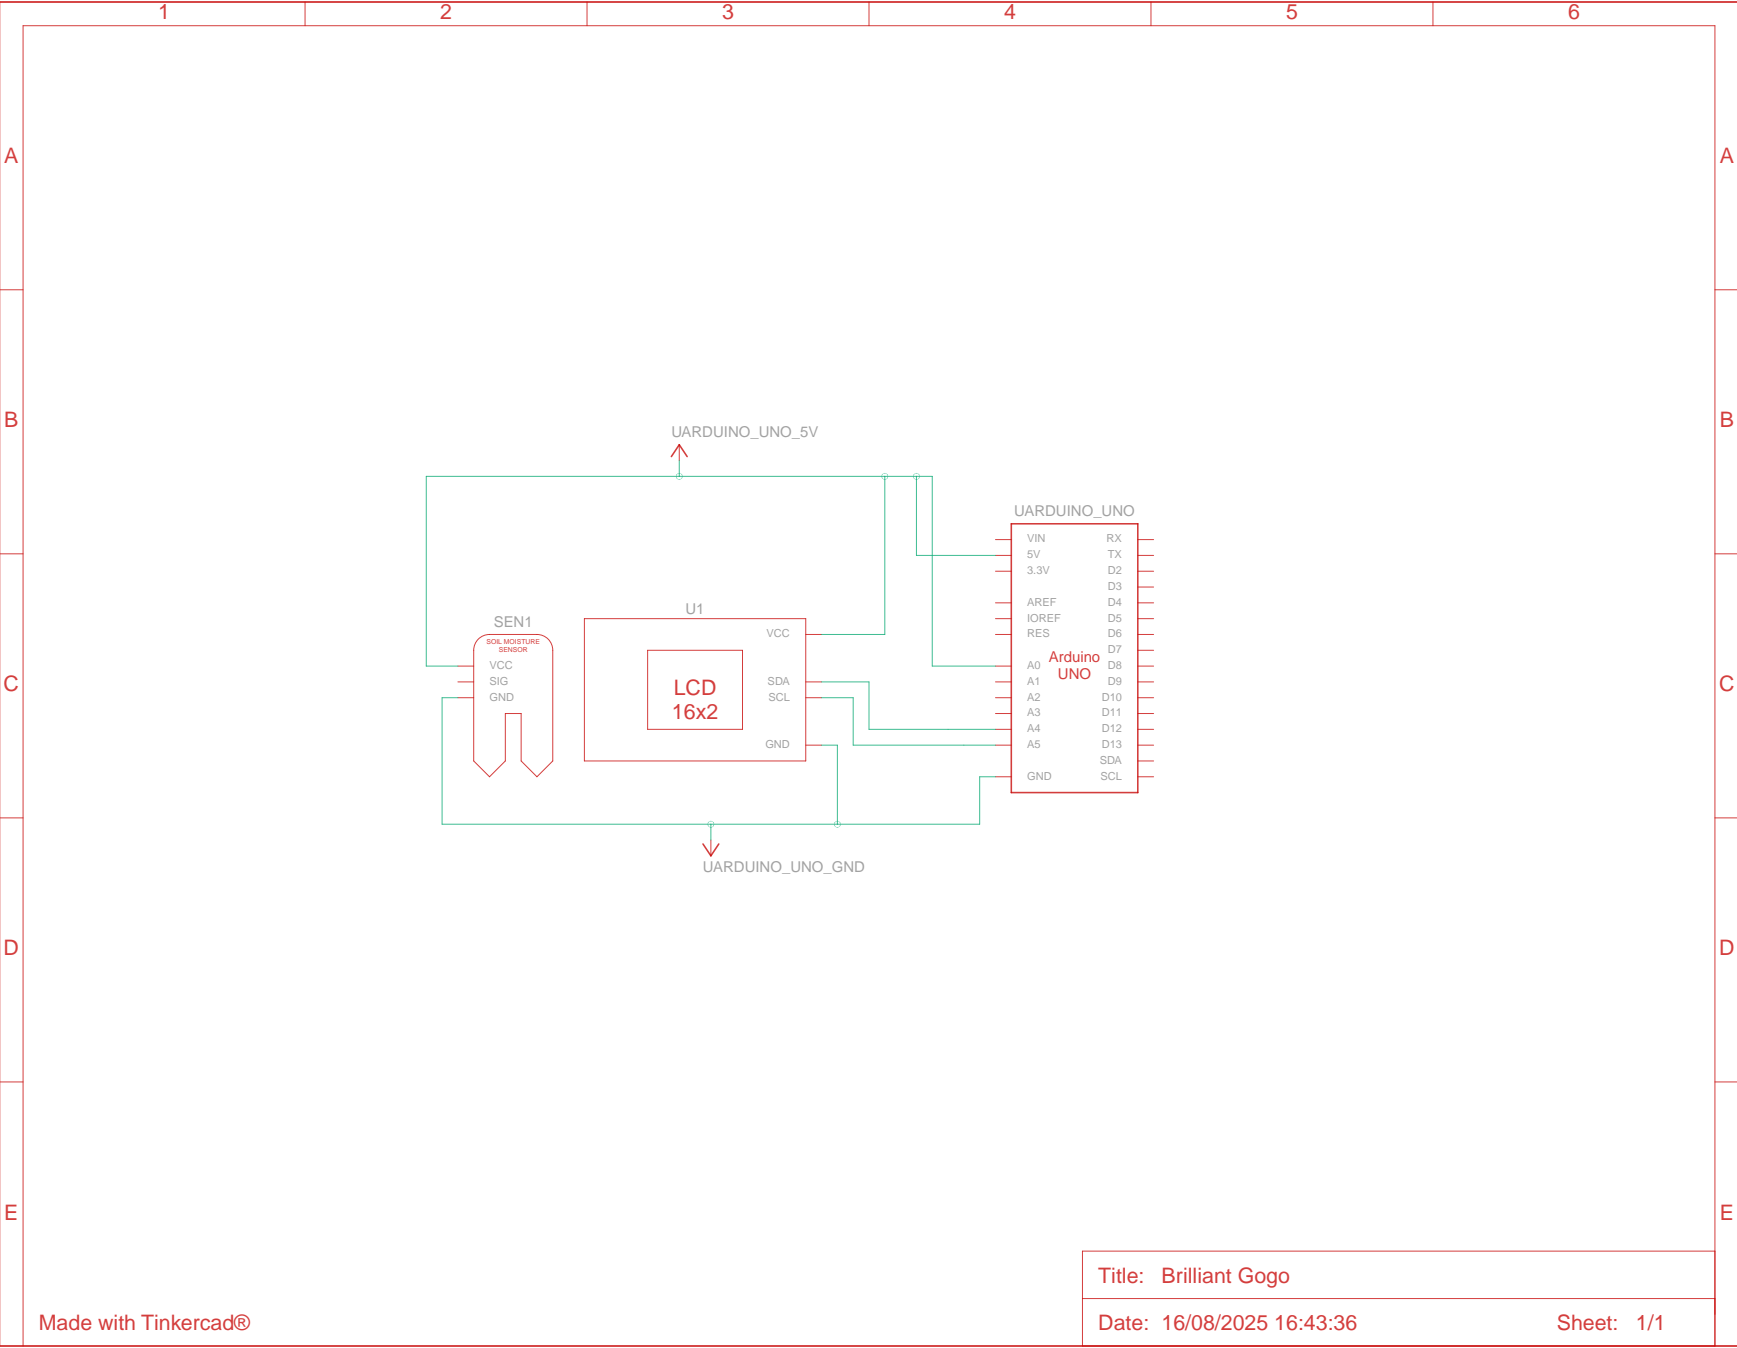 1 2 3 4 5 6
A A
B B
UARDUINO_UNO_5V
UARDUINO_UNO
VIN RX
5V TX
3.3V D2
D3
AREF D4
IOREF D5
RES D6
D7
A0 D8
A1 D9
A2 D10
A3 D11
A4 D12
A5 D13
SDA
GND SCL
Arduino
UNO
SEN1
SOIL MOISTURE
SENSOR
VCC
SIG
GND
U1
VCC
SDA
SCL
GND
LCD
16x2
C C
UARDUINO_UNO_GND
D D
E E
Title: Brilliant Gogo
Made with Tinkercad®
Date: 16/08/2025 16:43:36 Sheet: 1/1